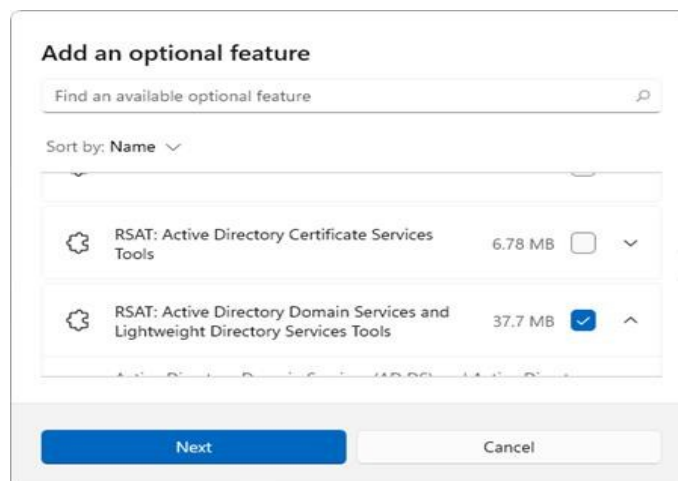 Add an optional feature
Find an available optional feature
Sort by: Name
RSAT: Active Directory Certificate Services
Tools
6.78 MB
RSAT: Active Directory Domain Services and
Lightweight Directory Services Tools
37.7 MB
Next
Cancel